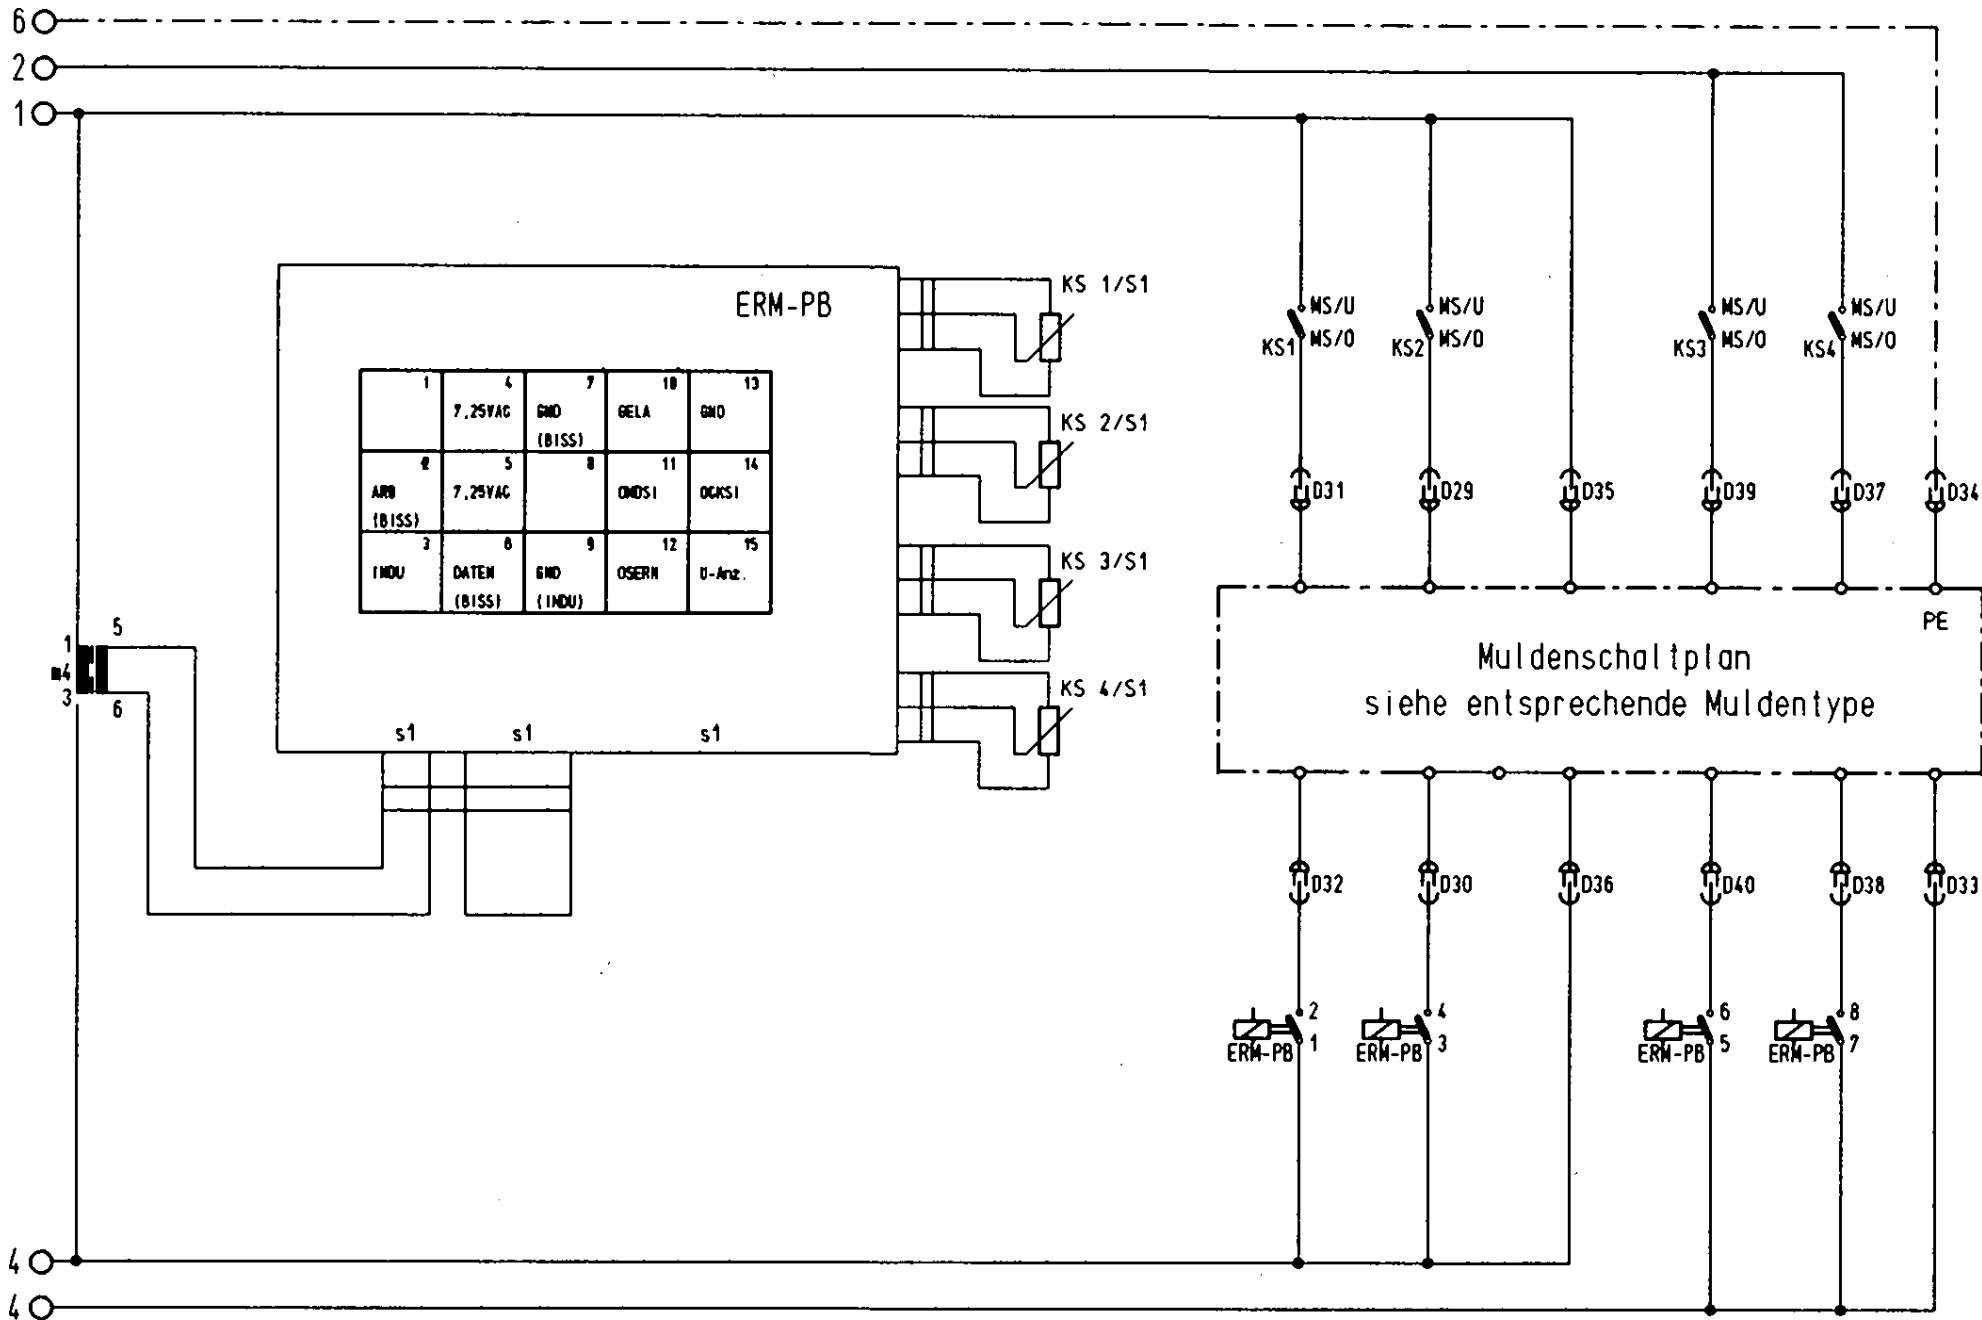 6
2
1
ERM-PB
KS 1/S1
KS 2/S1
KS 3/S1
KS 4/S1
1 4 7 10 13
7,25VAC GND GELA GND
(BISS)
2 5 8 11 14
ARB 7,25VAC OMDSI OGKSI
(BISS)
3 6 9 12 15
INDU DATEN GND OSERN U-Anz.
(BISS) (INDU)
s1 s1 s1
1 5
m4
3 6
KS1 MS/U
MS/O
KS2 MS/U
MS/O
KS3 MS/U
MS/O
KS4 MS/U
MS/O
D31 D29 D35 D39 D37 D34
PE
Muldenschaltplan
siehe entsprechende Muldentype
D32 D30 D36 D40 D38 D33
2 4 6 8
1 3 5 7
ERM-PB ERM-PB ERM-PB ERM-PB
4
4